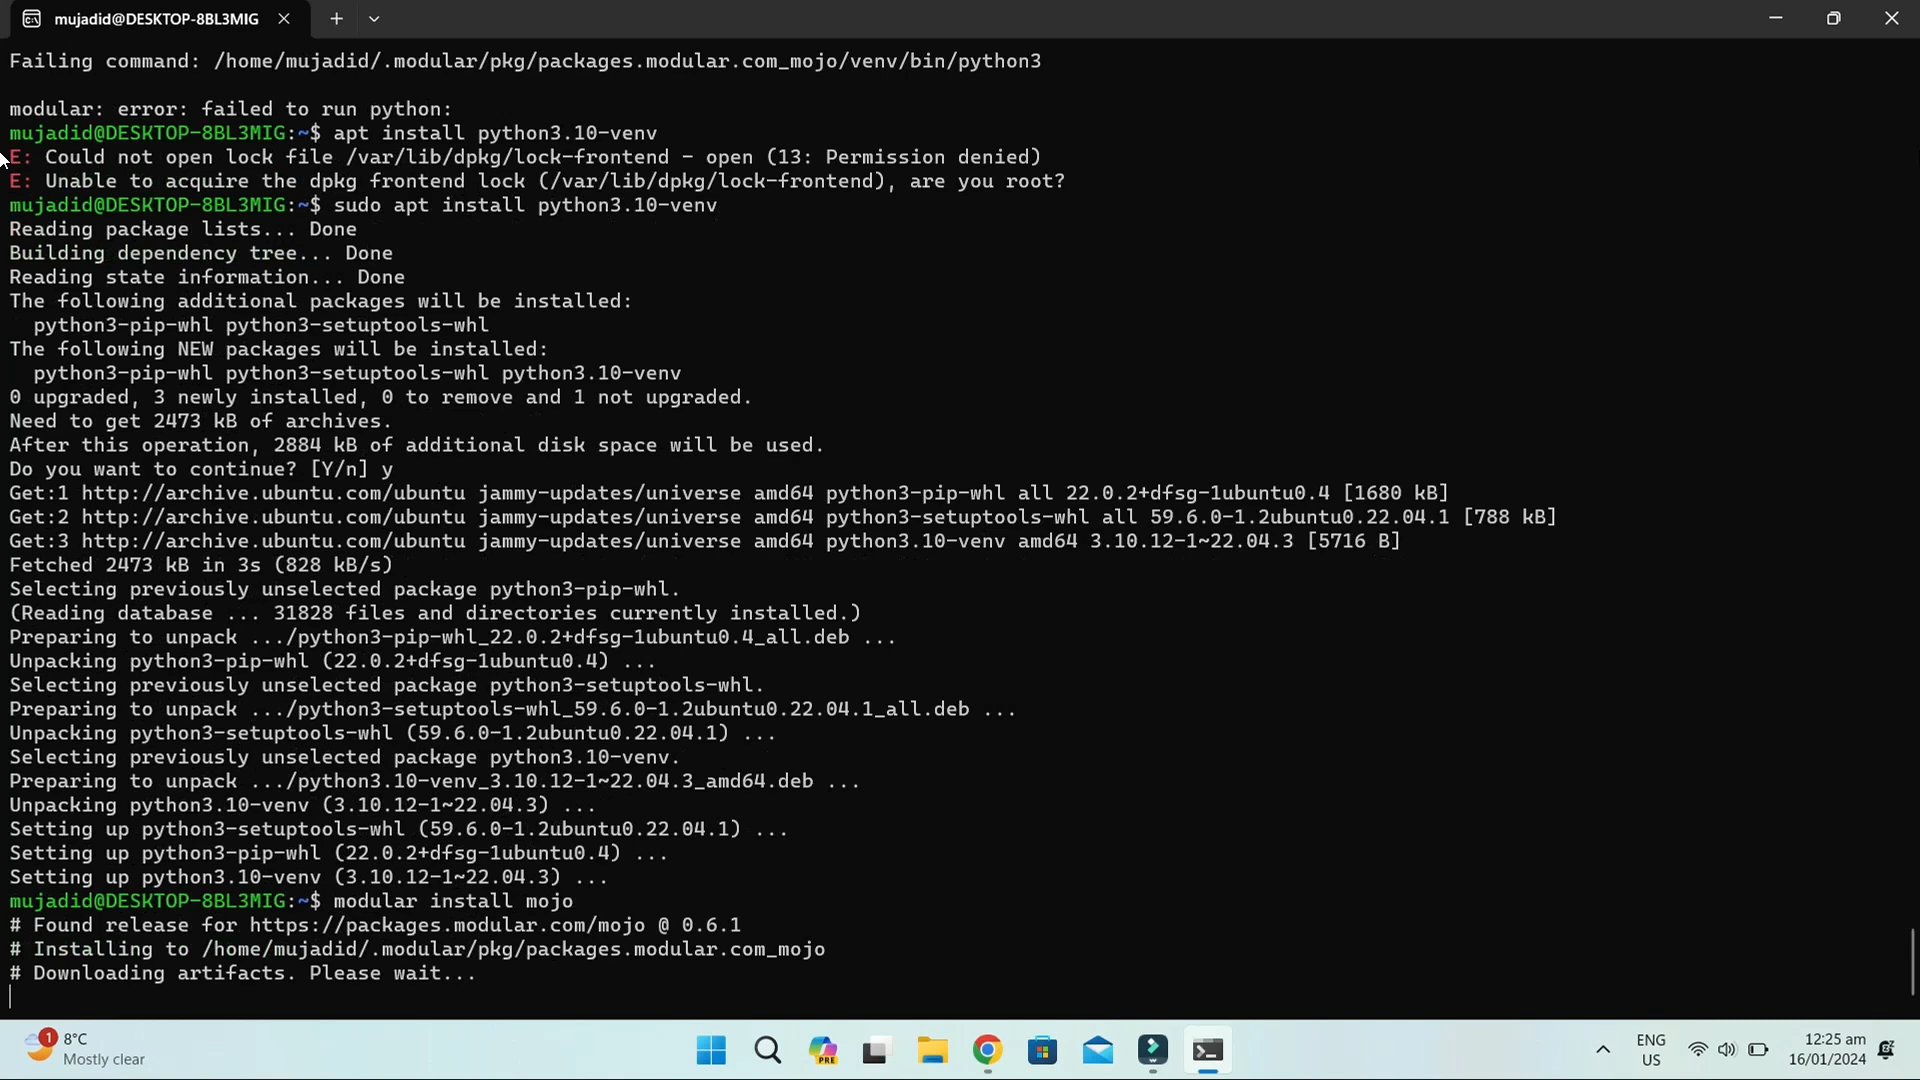 mujadid@DESKTOP-8BL3MIG
Failing command: /home/mujadid/.modular/pkg/packages.modular.com_mojo/venv/bin/python3
modular: error: failed to run python:
mujadid@DESKTOP-8BL3MIG:~$ apt install python3.10-venv
E: Could not open lock file /var/lib/dpkg/lock-frontend - open (13: Permission denied)
E: Unable to acquire the dpkg frontend lock (/var/lib/dpkg/lock-frontend), are you root?
mujadid@DESKTOP-8BL3MIG:~$ sudo apt install python3.10-venv
Reading package lists... Done
Building dependency tree... Done
Reading state information... Done
The following additional packages will be installed:
  python3-pip-whl python3-setuptools-whl
The following NEW packages will be installed:
  python3-pip-whl python3-setuptools-whl python3.10-venv
0 upgraded, 3 newly installed, 0 to remove and 1 not upgraded.
Need to get 2473 kB of archives.
After this operation, 2884 kB of additional disk space will be used.
Do you want to continue? [Y/n] y
Get:1 http://archive.ubuntu.com/ubuntu jammy-updates/universe amd64 python3-pip-whl all 22.0.2+dfsg-1ubuntu0.4 [1680 kB]
Get:2 http://archive.ubuntu.com/ubuntu jammy-updates/universe amd64 python3-setuptools-whl all 59.6.0-1.2ubuntu0.22.04.1 [788 kB]
Get:3 http://archive.ubuntu.com/ubuntu jammy-updates/universe amd64 python3.10-venv amd64 3.10.12-1~22.04.3 [5716 B]
Fetched 2473 kB in 3s (828 kB/s)
Selecting previously unselected package python3-pip-whl.
(Reading database ... 31828 files and directories currently installed.)
Preparing to unpack .../python3-pip-whl_22.0.2+dfsg-1ubuntu0.4_all.deb ...
Unpacking python3-pip-whl (22.0.2+dfsg-1ubuntu0.4) ...
Selecting previously unselected package python3-setuptools-whl.
Preparing to unpack .../python3-setuptools-whl_59.6.0-1.2ubuntu0.22.04.1_all.deb ...
Unpacking python3-setuptools-whl (59.6.0-1.2ubuntu0.22.04.1) ...
Selecting previously unselected package python3.10-venv.
Preparing to unpack .../python3.10-venv_3.10.12-1~22.04.3_amd64.deb ...
Unpacking python3.10-venv (3.10.12-1~22.04.3) ...
Setting up python3-setuptools-whl (59.6.0-1.2ubuntu0.22.04.1) ...
Setting up python3-pip-whl (22.0.2+dfsg-1ubuntu0.4) ...
Setting up python3.10-venv (3.10.12-1~22.04.3) ...
mujadid@DESKTOP-8BL3MIG:~$ modular install mojo
# Found release for https://packages.modular.com/mojo @ 0.6.1
# Installing to /home/mujadid/.modular/pkg/packages.modular.com_mojo
# Downloading artifacts. Please wait...
1
8°C
Mostly clear
PRE
ENG
US
12:25 am
16/01/2024